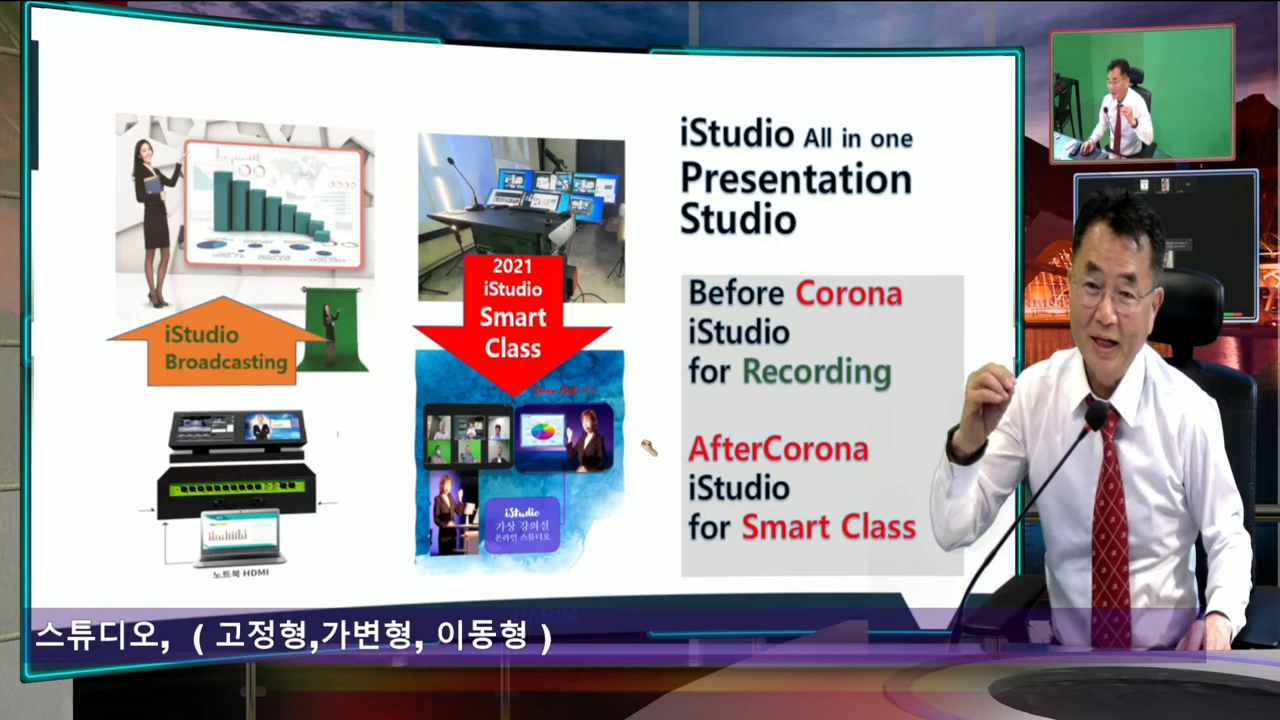 iStudio All in one
Presentation
Studio
Before Corona
iStudio
for Recording
AfterCorona
iStudio
for Smart Class
2021
iStudio
Smart
Class
iStudio
Broadcasting
iStudio
가상 강의실
온라인 스튜디오
노트북 HDMI
스튜디오, ( 고정형,가변형, 이동형 )